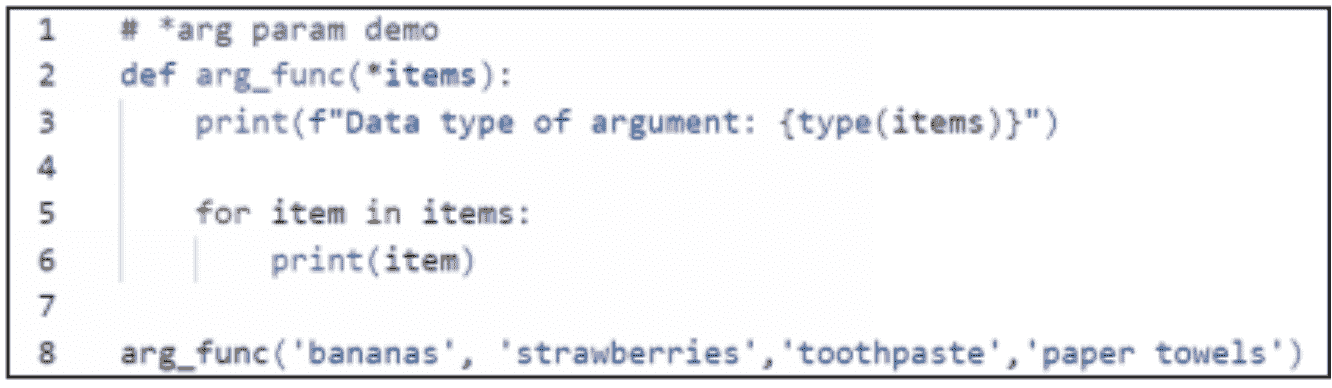 1 # *arg param demo
2 def arg_func(*items):
3 print(f"Data type of argument: {type(items)}")
4
5 for item in items:
6 print(item)
7
8 arg_func('bananas', 'strawberries','toothpaste','paper towels')